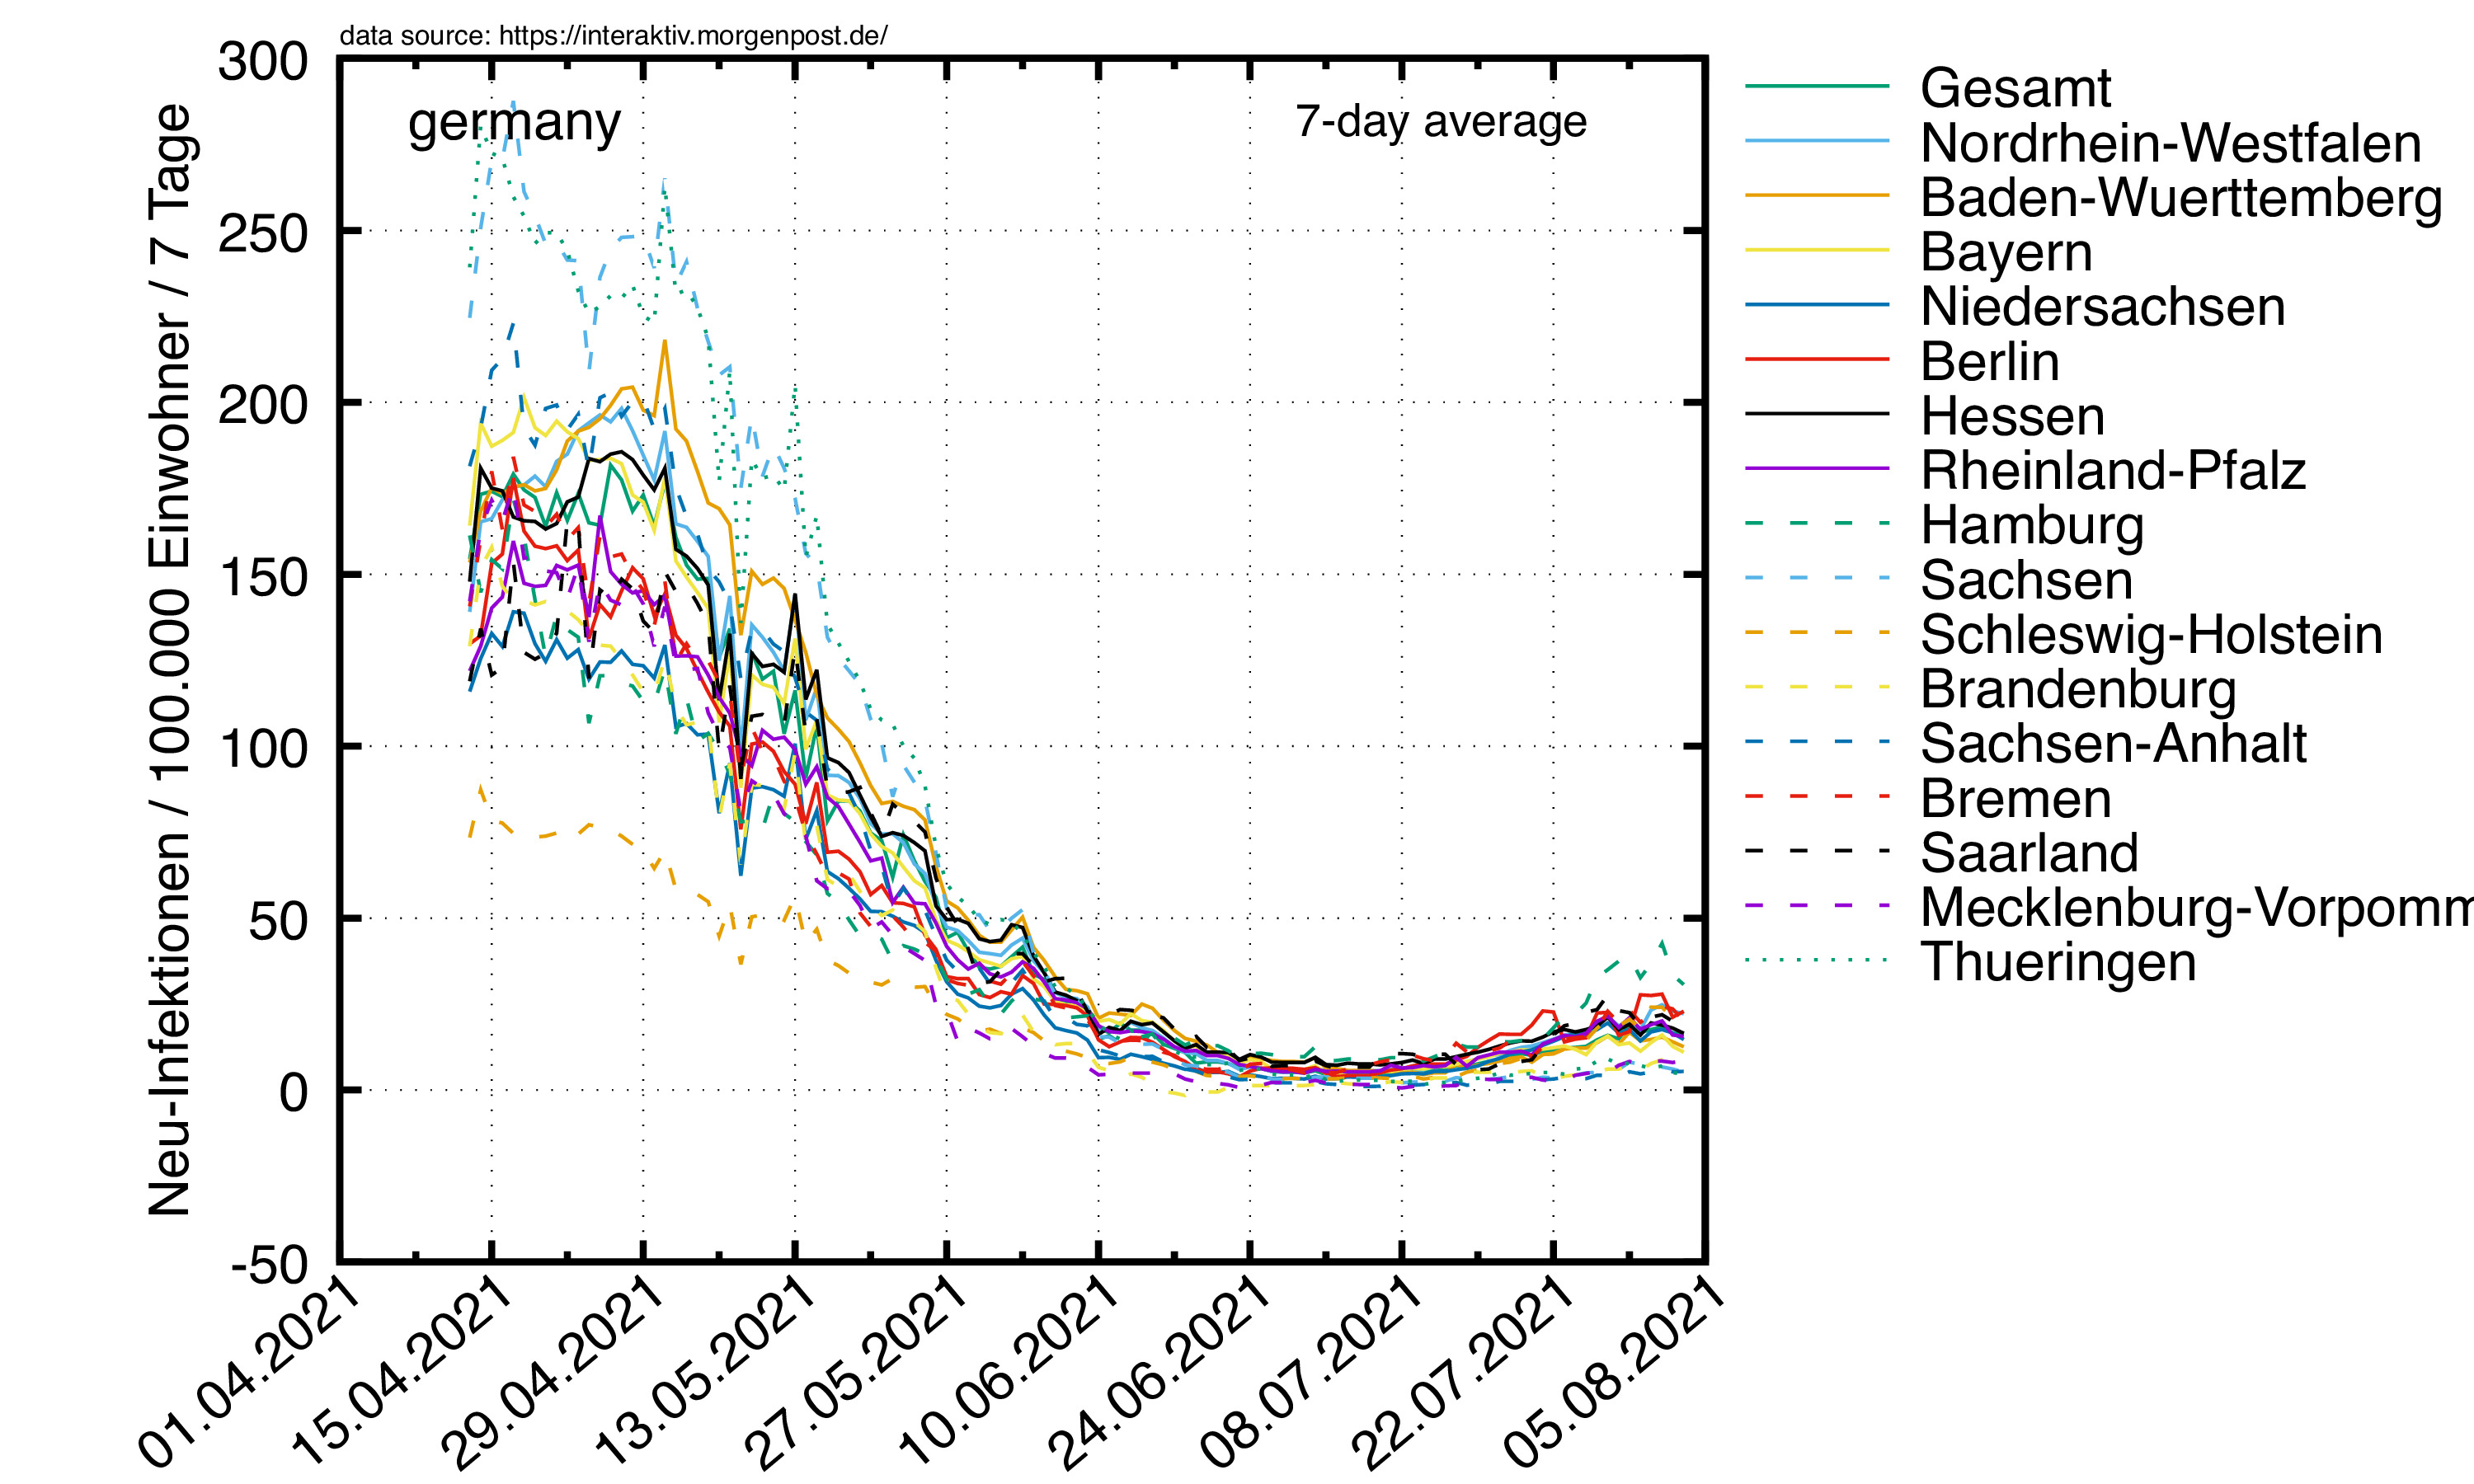 data source: https://interaktiv.morgenpost.de/
germany
7-day average
Neu-Infektionen / 100.000 Einwohner / 7 Tage
300
250
200
150
100
50
0
-50
01.04.2021
15.04.2021
29.04.2021
13.05.2021
27.05.2021
10.06.2021
24.06.2021
08.07.2021
22.07.2021
05.08.2021
Gesamt
Nordrhein-Westfalen
Baden-Wuerttemberg
Bayern
Niedersachsen
Berlin
Hessen
Rheinland-Pfalz
Hamburg
Sachsen
Schleswig-Holstein
Brandenburg
Sachsen-Anhalt
Bremen
Saarland
Mecklenburg-Vorpomm
Thueringen